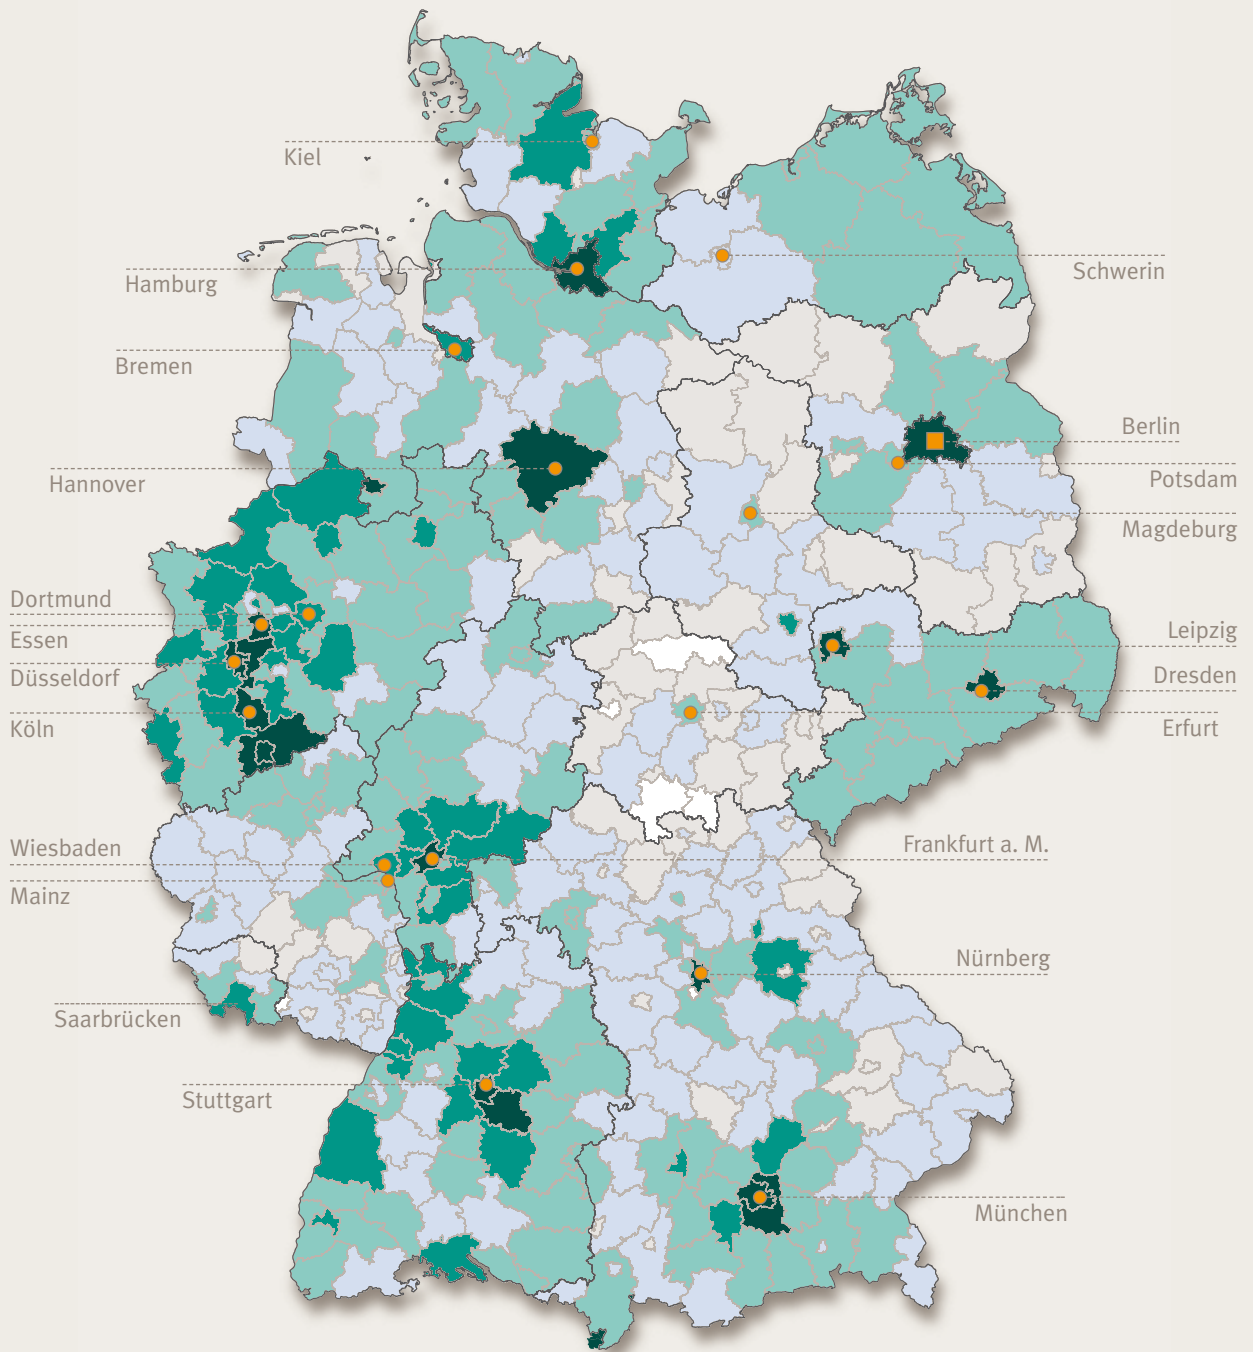 Kiel
Schwerin
Hamburg
Bremen
Berlin
Hannover
Potsdam
Magdeburg
Dortmund
Essen
Leipzig
Düsseldorf
Dresden
Köln
Erfurt
Wiesbaden
Frankfurt a. M.
Mainz
Nürnberg
Saarbrücken
Stuttgart
München